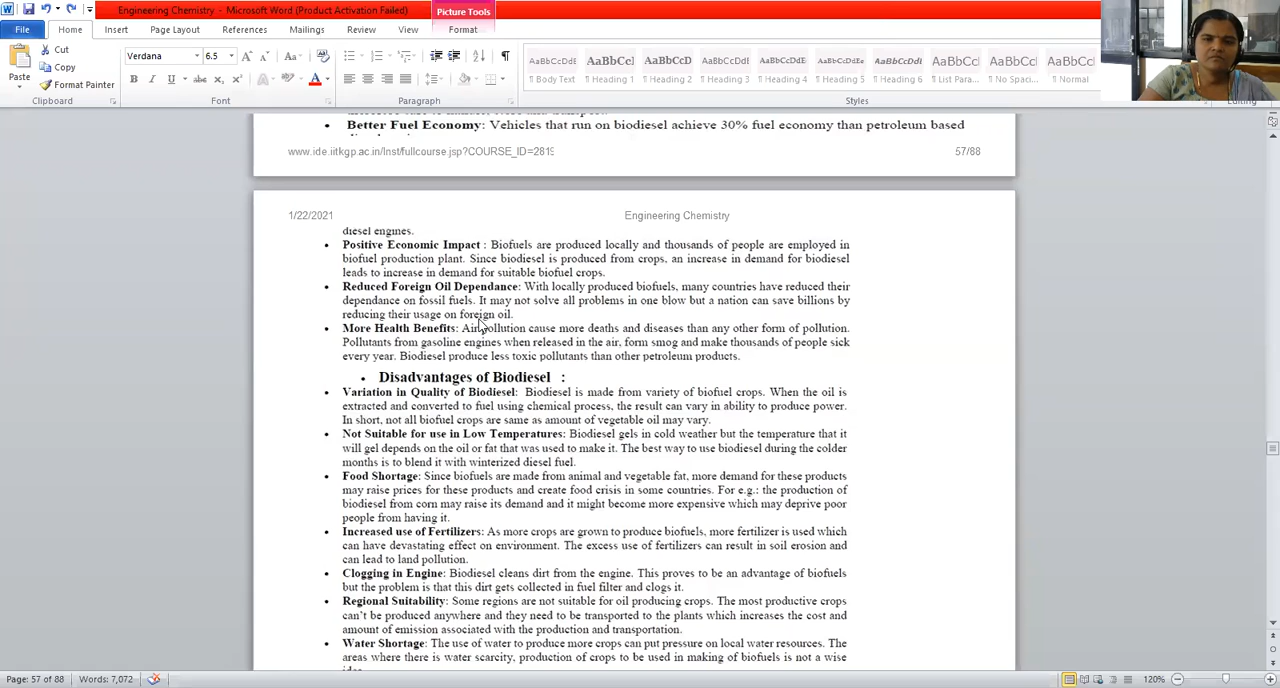 Engineering Chemistry - Microsoft Word (Product Activation Failed)
Picture Tools
File
Home
Insert
Page Layout
References
Mailings
Review
View
Format
Paste
Cut
Copy
Format Painter
Verdana
6.5
Clipboard
Font
Paragraph
Styles
Editing
AaBbCcDdE
AaBbCcI
AaBbCcD
AaBbCcDdI
AaBbCcDdE
AaBbCcDdEe
AaBbCcDdI
AaBbCcI
AaBbCcI
AaBbCcI
¶ Body Text
¶ Heading 1
¶ Heading 2
¶ Heading 3
¶ Heading 4
¶ Heading 5
¶ Heading 6
¶ List Para...
¶ No Spaci...
¶ Normal
• Better Fuel Economy: Vehicles that run on biodiesel achieve 30% fuel economy than petroleum based
www.ide.iitkgp.ac.in/Inst/fullcourse.jsp?COURSE_ID=2819
57/88
1/22/2021
Engineering Chemistry
diesel engines.
• Positive Economic Impact : Biofuels are produced locally and thousands of people are employed in
biofuel production plant. Since biodiesel is produced from crops, an increase in demand for biodiesel
leads to increase in demand for suitable biofuel crops.
• Reduced Foreign Oil Dependance: With locally produced biofuels, many countries have reduced their
dependance on fossil fuels. It may not solve all problems in one blow but a nation can save billions by
reducing their usage on foreign oil.
• More Health Benefits: Air pollution cause more deaths and diseases than any other form of pollution.
Pollutants from gasoline engines when released in the air, form smog and make thousands of people sick
every year. Biodiesel produce less toxic pollutants than other petroleum products.
• Disadvantages of Biodiesel :
• Variation in Quality of Biodiesel: Biodiesel is made from variety of biofuel crops. When the oil is
extracted and converted to fuel using chemical process, the result can vary in ability to produce power.
In short, not all biofuel crops are same as amount of vegetable oil may vary.
• Not Suitable for use in Low Temperatures: Biodiesel gels in cold weather but the temperature that it
will gel depends on the oil or fat that was used to make it. The best way to use biodiesel during the colder
months is to blend it with winterized diesel fuel.
• Food Shortage: Since biofuels are made from animal and vegetable fat, more demand for these products
may raise prices for these products and create food crisis in some countries. For e.g.: the production of
biodiesel from corn may raise its demand and it might become more expensive which may deprive poor
people from having it.
• Increased use of Fertilizers: As more crops are grown to produce biofuels, more fertilizer is used which
can have devastating effect on environment. The excess use of fertilizers can result in soil erosion and
can lead to land pollution.
• Clogging in Engine: Biodiesel cleans dirt from the engine. This proves to be an advantage of biofuels
but the problem is that this dirt gets collected in fuel filter and clogs it.
• Regional Suitability: Some regions are not suitable for oil producing crops. The most productive crops
can't be produced anywhere and they need to be transported to the plants which increases the cost and
amount of emission associated with the production and transportation.
• Water Shortage: The use of water to produce more crops can put pressure on local water resources. The
areas where there is water scarcity, production of crops to be used in making of biofuels is not a wise
Page: 57 of 88
Words: 7,072
120%